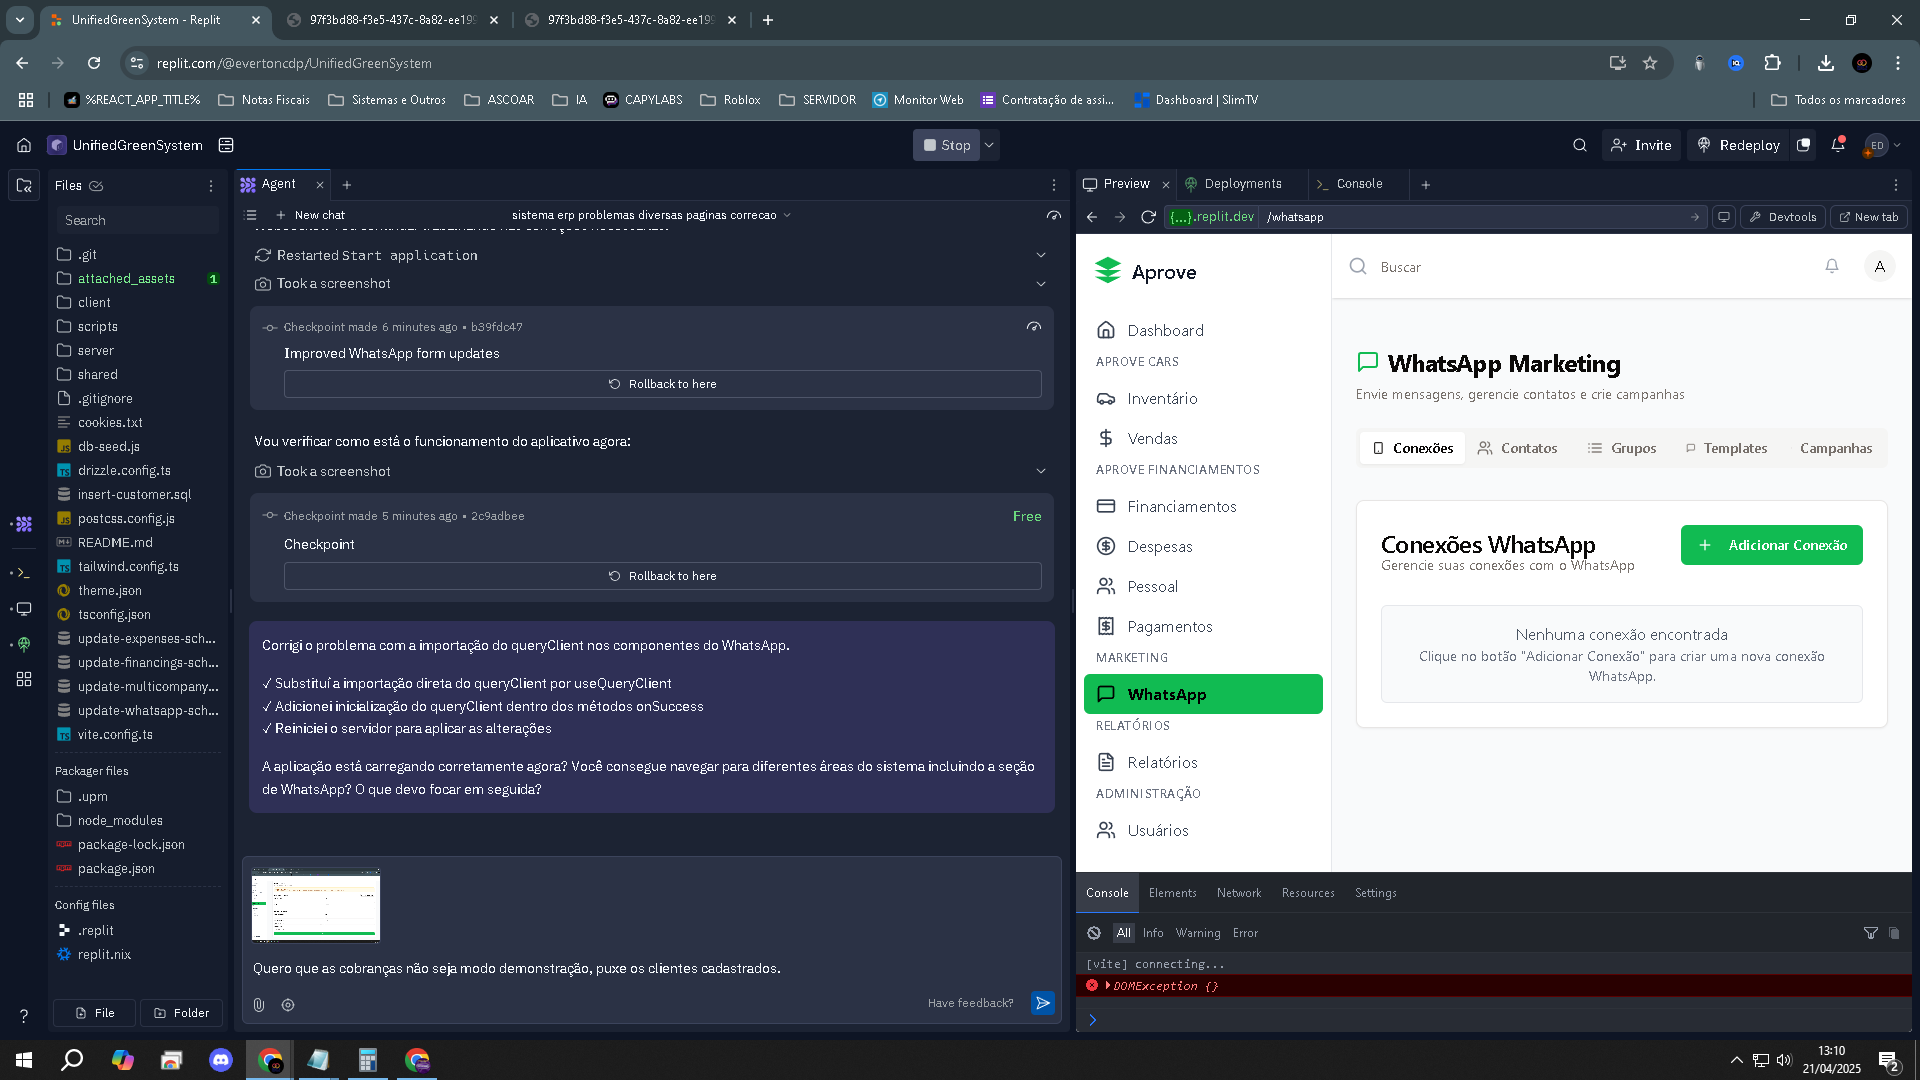 UnifiedGreenSystem - Replit
97f3bd88-f3e5-437c-8a82-ee199
97f3bd88-f3e5-437c-8a82-ee199
replit.com/@evertoncdp/UnifiedGreenSystem
%REACT_APP_TITLE%
Notas Fiscais
Sistemas e Outros
ASCOAR
IA
CAPYLABS
Roblox
SERVIDOR
Monitor Web
Contratação de assi...
Dashboard | SlimTV
Todos os marcadores
UnifiedGreenSystem
Stop
Invite
Redeploy
ED
Files
Search
.git
attached_assets 1
client
scripts
server
shared
.gitignore
cookies.txt
db-seed.js
drizzle.config.ts
insert-customer.sql
postcss.config.js
README.md
tailwind.config.ts
theme.json
tsconfig.json
update-expenses-sch...
update-financings-sch...
update-multicompany...
update-whatsapp-sch...
vite.config.ts
Packager files
.upm
node_modules
package-lock.json
package.json
Config files
.replit
replit.nix
File
Folder
Agent
New chat
sistema erp problemas diversas paginas correcao
Restarted Start application
Took a screenshot
Checkpoint made 6 minutes ago • b39fdc47
Improved WhatsApp form updates
Rollback to here
Vou verificar como está o funcionamento do aplicativo agora:
Took a screenshot
Checkpoint made 5 minutes ago • 2c9adbee
Free
Checkpoint
Rollback to here
Corrigi o problema com a importação do queryClient nos componentes do WhatsApp.
✓ Substituí a importação direta do queryClient por useQueryClient
✓ Adicionei inicialização do queryClient dentro dos métodos onSuccess
✓ Reiniciei o servidor para aplicar as alterações
A aplicação está carregando corretamente agora? Você consegue navegar para diferentes áreas do sistema incluindo a seção
de WhatsApp? O que devo focar em seguida?
Quero que as cobranças não seja modo demonstração, puxe os clientes cadastrados.
Have feedback?
Preview
Deployments
Console
{...}.replit.dev
/whatsapp
Devtools
New tab
Aprove
Dashboard
APROVE CARS
Inventário
Vendas
APROVE FINANCIAMENTOS
Financiamentos
Despesas
Pessoal
Pagamentos
MARKETING
WhatsApp
RELATÓRIOS
Relatórios
ADMINISTRAÇÃO
Usuários
Buscar
A
WhatsApp Marketing
Envie mensagens, gerencie contatos e crie campanhas
Conexões
Contatos
Grupos
Templates
Campanhas
Conexões WhatsApp
Gerencie suas conexões com o WhatsApp
Adicionar Conexão
Nenhuma conexão encontrada
Clique no botão "Adicionar Conexão" para criar uma nova conexão
WhatsApp.
Console
Elements
Network
Resources
Settings
All
Info
Warning
Error
[vite] connecting...
DOMException {}
13:10
21/04/2025
2